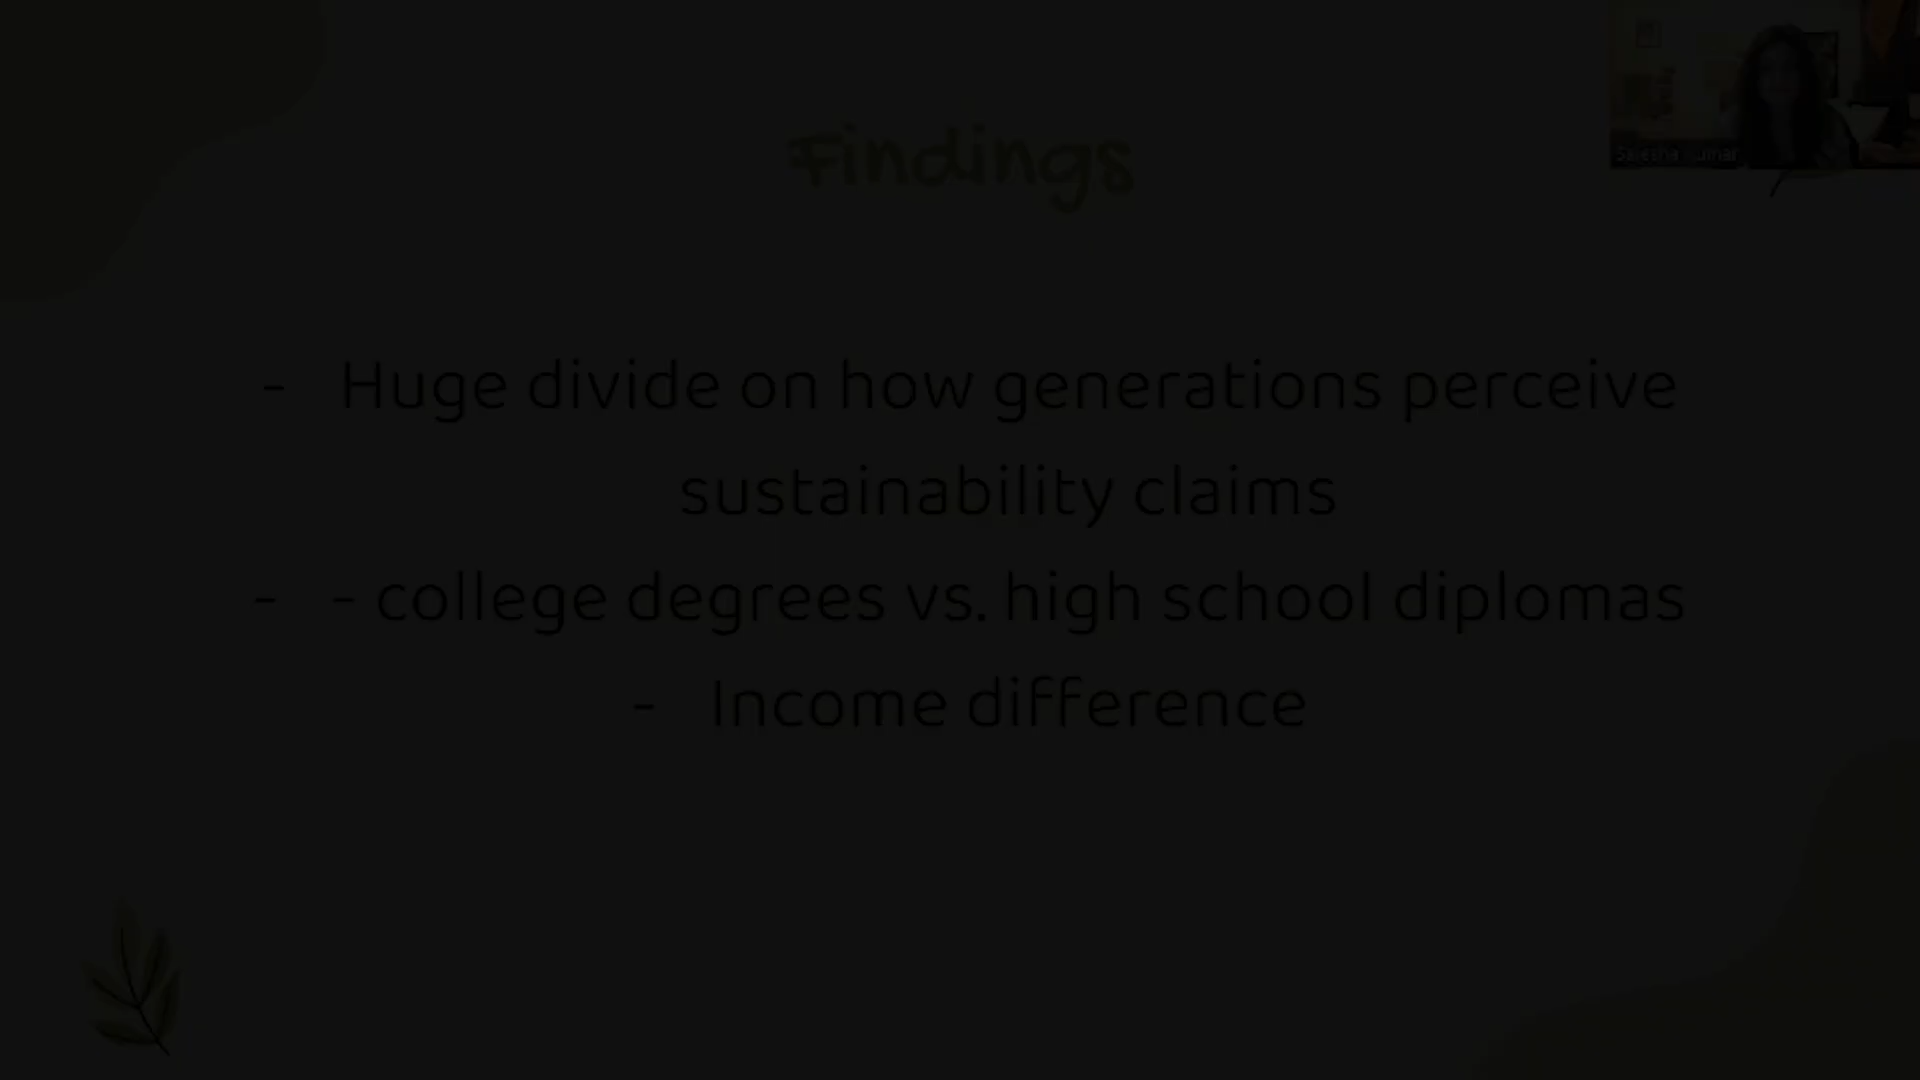 Findings
- Huge divide on how generations perceive
sustainability claims
- - college degrees vs. high school diplomas
- Income difference